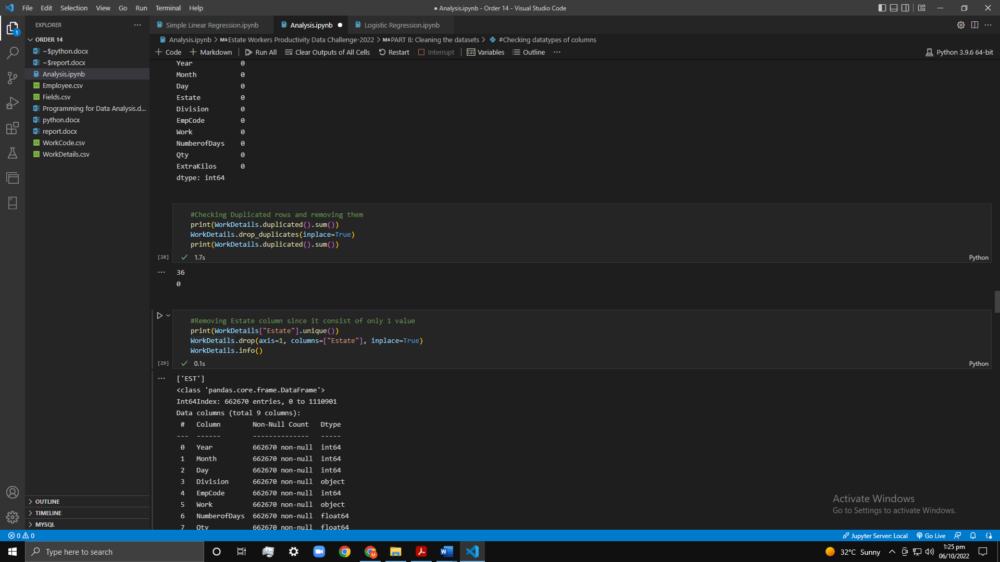 File Edit Selection View Go Run Terminal Help
● Analysis.ipynb - Order 14 - Visual Studio Code
EXPLORER
ORDER 14
~$python.docx
~$report.docx
Analysis.ipynb
Employee.csv
Fields.csv
Programming for Data Analysis.d...
python.docx
report.docx
WorkCode.csv
WorkDetails.csv
OUTLINE
TIMELINE
MYSQL
1
Simple Linear Regression.ipynb
Analysis.ipynb
Logistic Regression.ipynb
Analysis.ipynb > M↓Estate Workers Productivity Data Challenge-2022 > M↓PART B: Cleaning the datasets > #Checking datatypes of columns
+ Code + Markdown Run All Clear Outputs of All Cells Restart Interrupt Variables Outline ...
Python 3.9.6 64-bit
Year 0
Month 0
Day 0
Estate 0
Division 0
EmpCode 0
Work 0
NumberofDays 0
Qty 0
ExtraKilos 0
dtype: int64
#Checking Duplicated rows and removing them
print(WorkDetails.duplicated().sum())
WorkDetails.drop_duplicates(inplace=True)
print(WorkDetails.duplicated().sum())
[28] ✓ 1.7s
Python
36
0
#Removing Estate column since it consist of only 1 value
print(WorkDetails["Estate"].unique())
WorkDetails.drop(axis=1, columns=["Estate"], inplace=True)
WorkDetails.info()
[29] ✓ 0.1s
Python
['EST']
<class 'pandas.core.frame.DataFrame'>
Int64Index: 662670 entries, 0 to 1110901
Data columns (total 9 columns):
# Column Non-Null Count Dtype
--- ------ -------------- -----
0 Year 662670 non-null int64
1 Month 662670 non-null int64
2 Day 662670 non-null int64
3 Division 662670 non-null object
4 EmpCode 662670 non-null int64
5 Work 662670 non-null object
6 NumberofDays 662670 non-null float64
7 Qty 662670 non-null float64
Activate Windows
Go to Settings to activate Windows.
0 0
Jupyter Server: Local Go Live
Type here to search
32°C Sunny
1:25 pm
06/10/2022